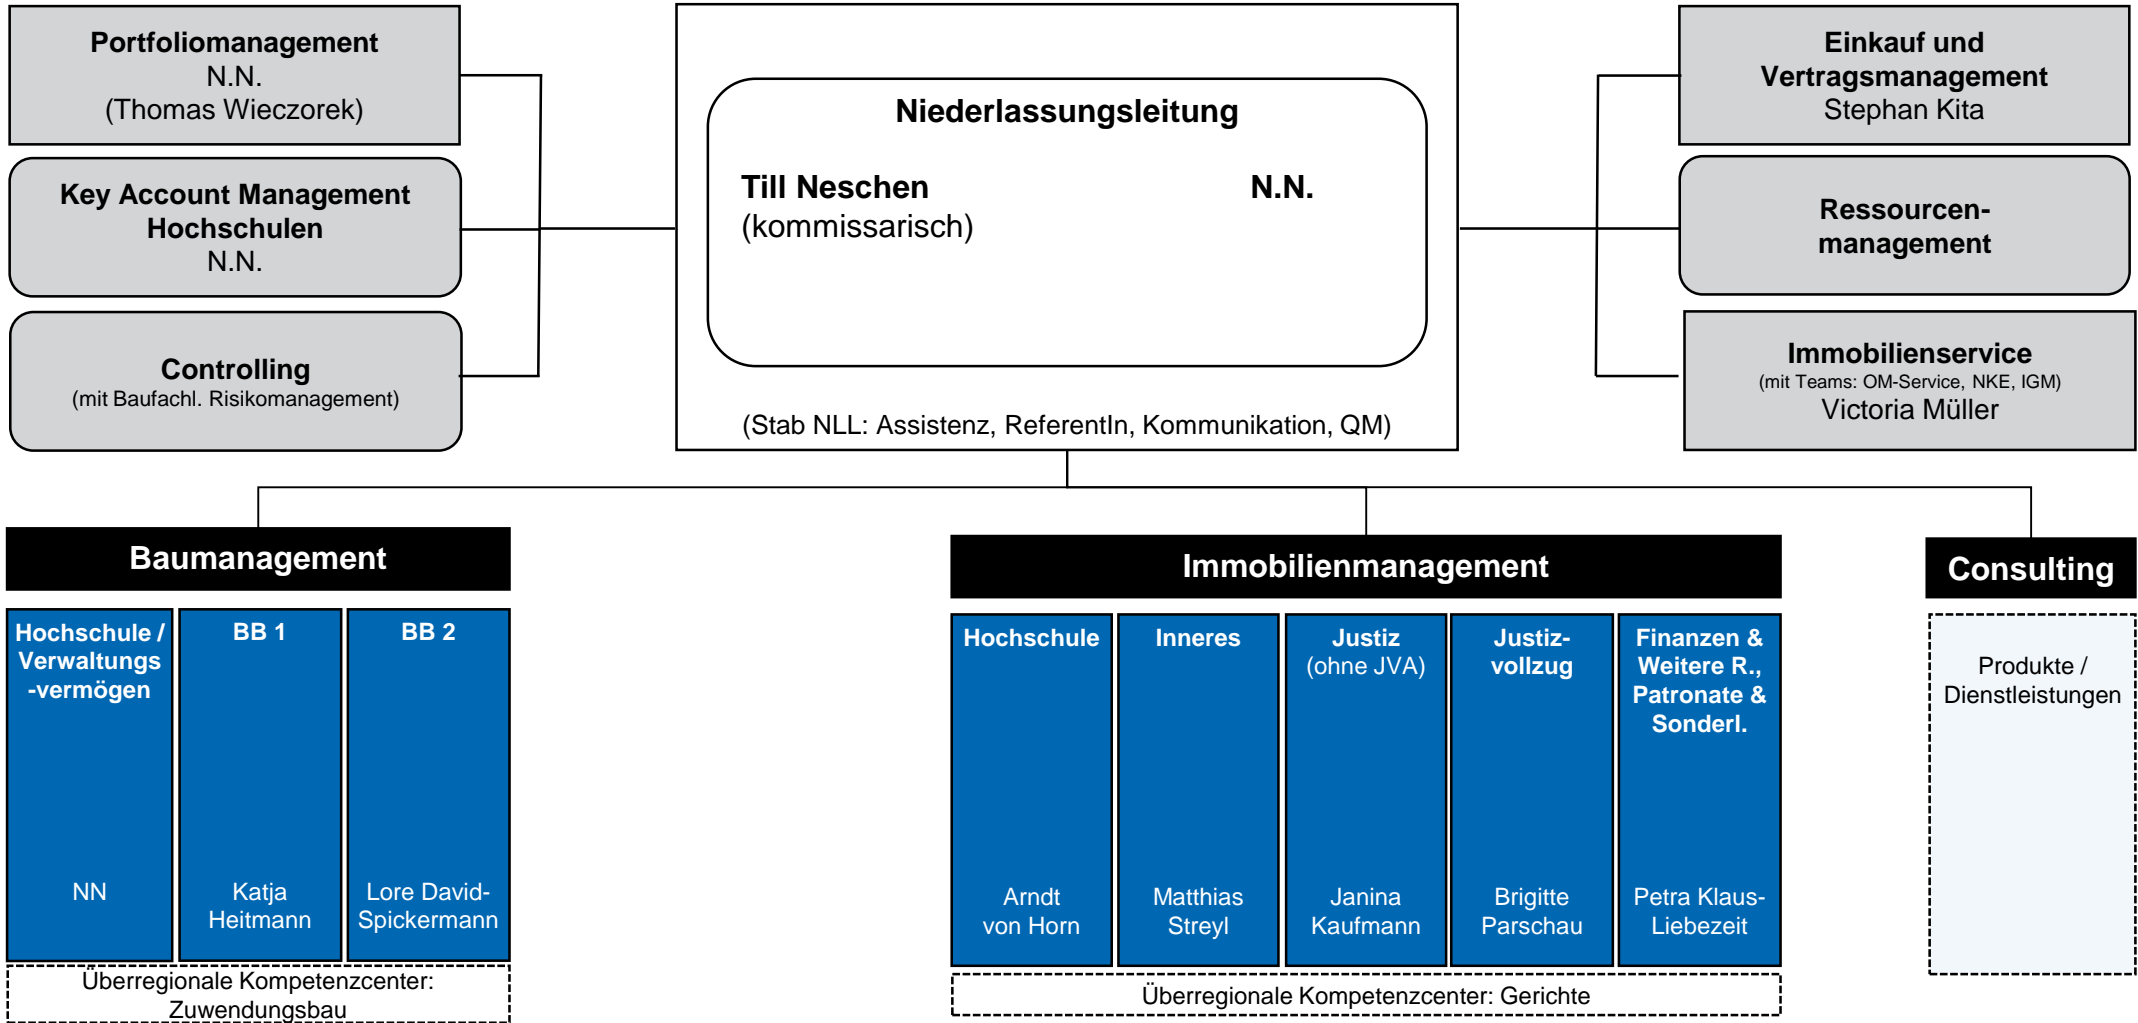 Portfoliomanagement
N.N.
(Thomas Wieczorek)
Key Account Management
Hochschulen
N.N.
Controlling
(mit Baufachl. Risikomanagement)
Niederlassungsleitung
Till Neschen N.N.
(kommissarisch)
(Stab NLL: Assistenz, ReferentIn, Kommunikation, QM)
Einkauf und
Vertragsmanagement
Stephan Kita
Ressourcen-
management
Immobilienservice
(mit Teams: OM-Service, NKE, IGM)
Victoria Müller
Baumanagement
Hochschule /
Verwaltungs
-vermögen
NN
BB 1
Katja
Heitmann
BB 2
Lore David-
Spickermann
Überregionale Kompetenzcenter:
Zuwendungsbau
Immobilienmanagement
Hochschule
Arndt
von Horn
Inneres
Matthias
Streyl
Justiz
(ohne JVA)
Janina
Kaufmann
Justiz-
vollzug
Brigitte
Parschau
Finanzen &
Weitere R.,
Patronate &
Sonderl.
Petra Klaus-
Liebezeit
Überregionale Kompetenzcenter: Gerichte
Consulting
Produkte /
Dienstleistungen